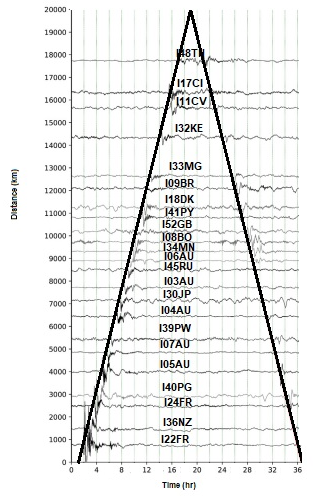 20000
19000
18000
17000
16000
15000
14000
13000
12000
11000
10000
9000
8000
7000
6000
5000
4000
3000
2000
1000
0
Distance (km)
I48TN
I17CI
I11CV
I32KE
I33MG
I09BR
I18DK
I41PY
I52GB
I08BO
I34MN
I06AU
I45RU
I03AU
I30JP
I04AU
I39PW
I07AU
I05AU
I40PG
I24FR
I36NZ
I22FR
0 4 8 12 16 20 24 28 32 36
Time (hr)